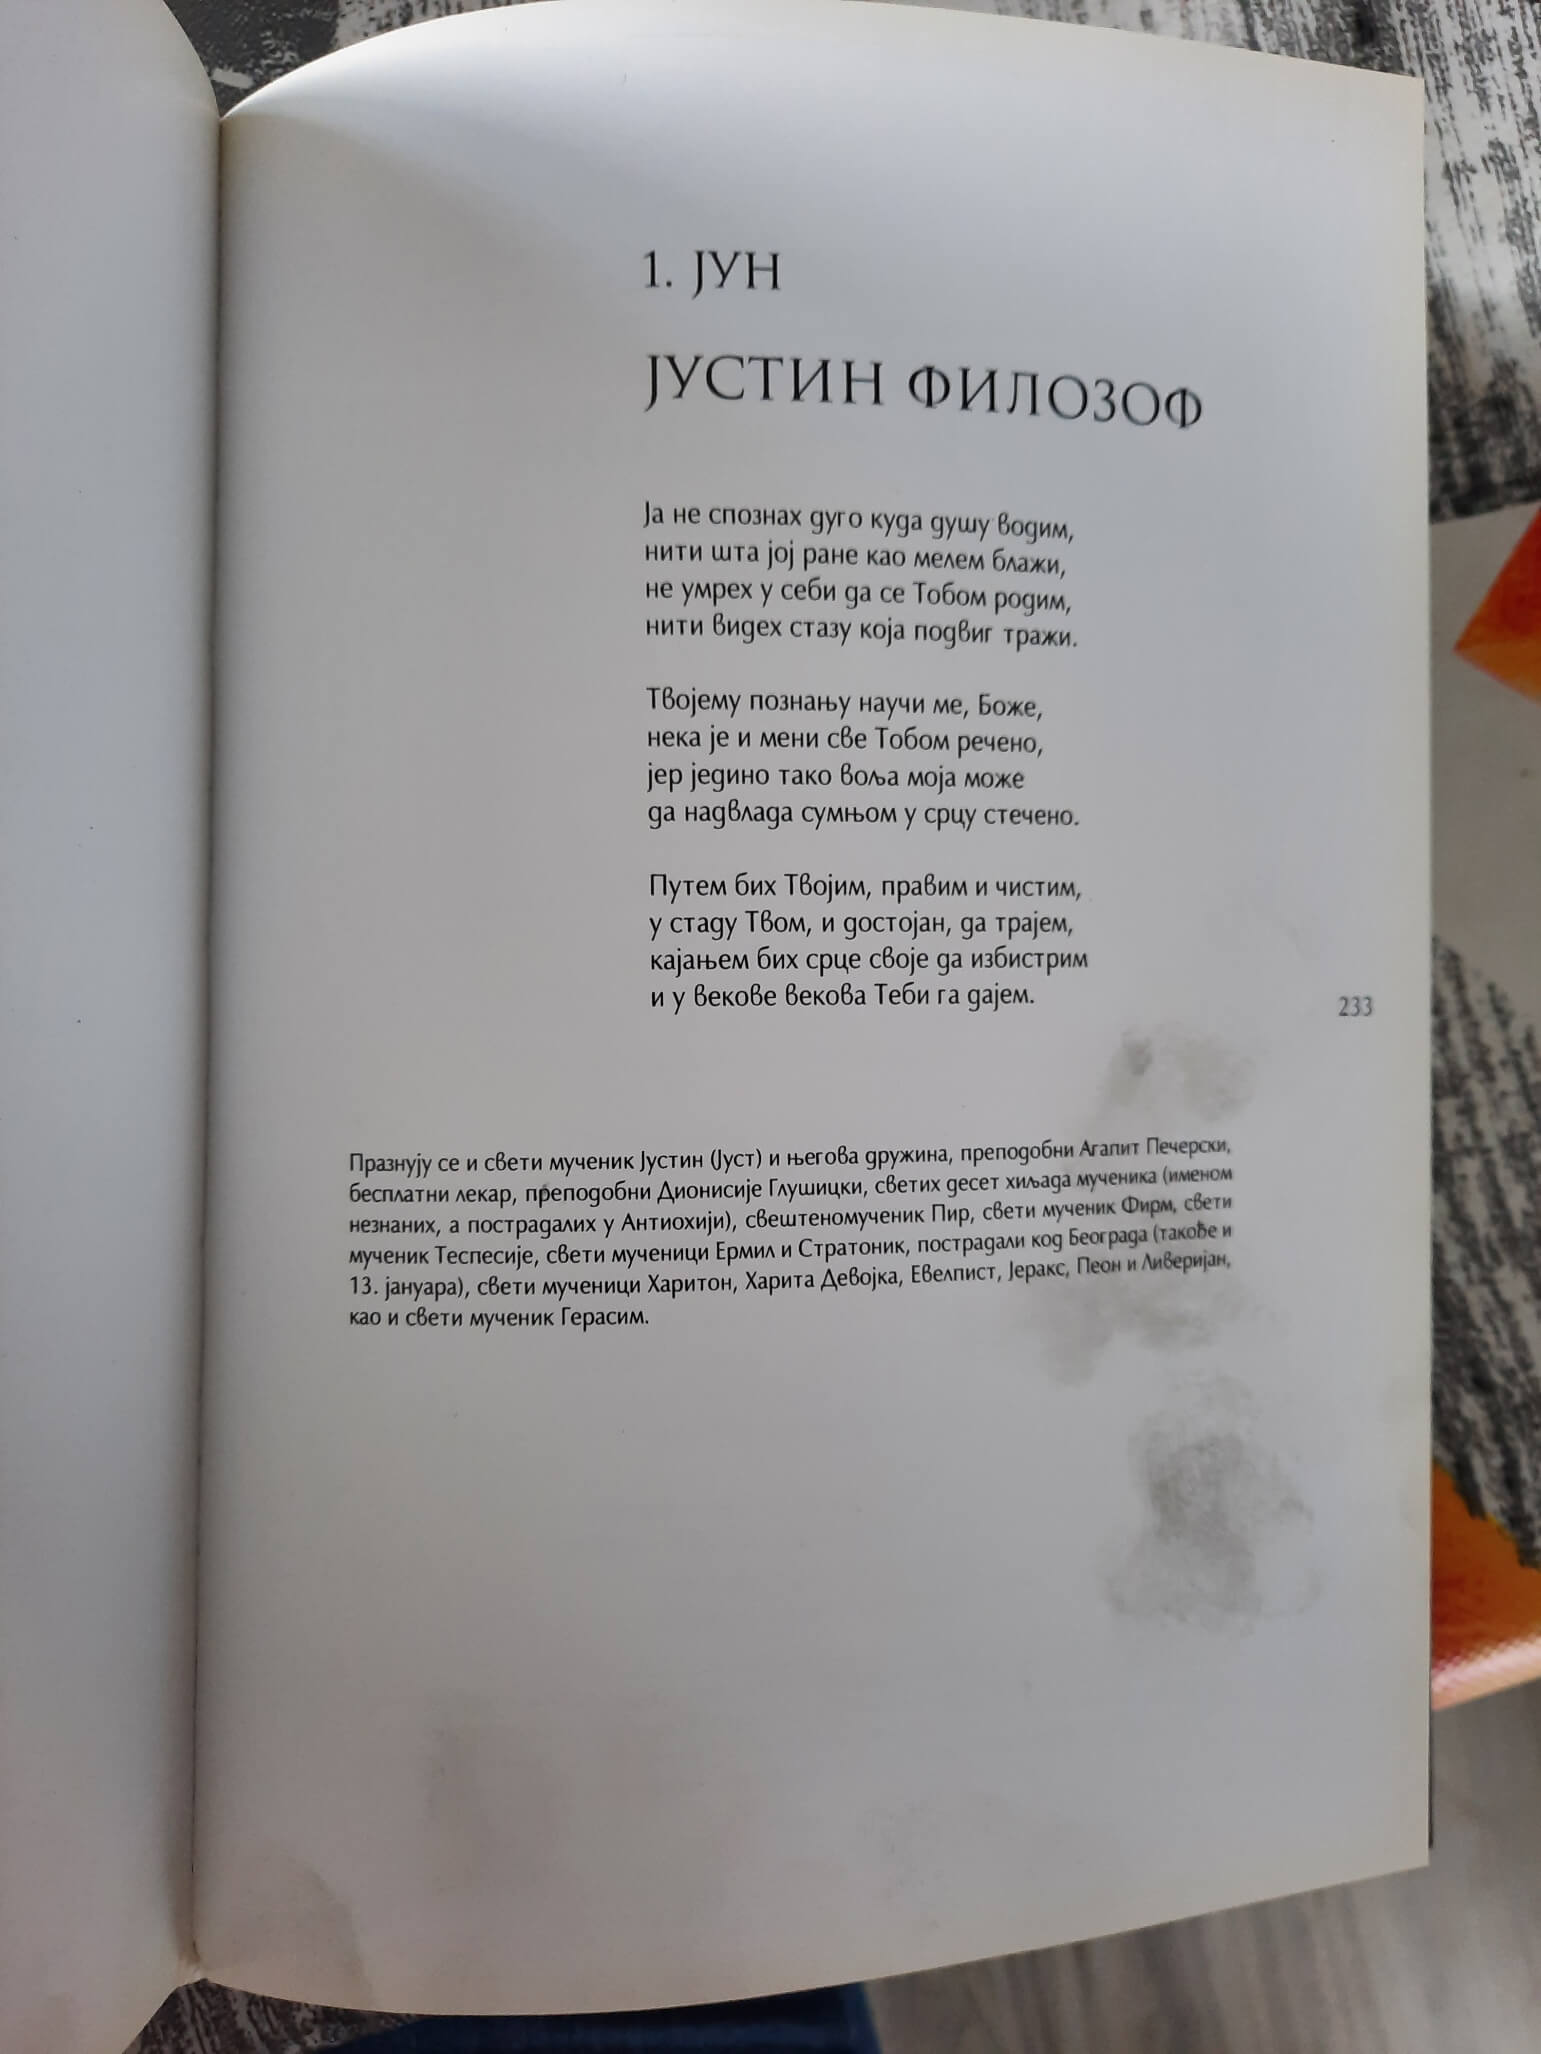 1. ЈУН
ЈУСТИН ФИЛОЗОФ
Ја не спознах дуго куда душу водим,
нити шта јој ране као мелем блажи,
не умрех у себи да се Тобом родим,
нити видех стазу која подвиг тражи.
Твојему познању научи ме, Боже,
нека је и мени све Тобом речено,
јер једино тако воља моја може
да надвлада сумњом у срцу стечено.
Путем бих Твојим, правим и чистим,
у стаду Твом, и достојан, да трајем,
кајањем бих срце своје да избистрим
и у векове векова Теби га дајем.
233
Празнују се и свети мученик Јустин (Јуст) и његова дружина, преподобни Агапит Печерски,
бесплатни лекар, преподобни Дионисије Глушицки, светих десет хиљада мученика (именом
незнаних, а пострадалих у Антиохији), свештеномученик Пир, свети мученик Фирм, свети
мученик Теспесије, свети мученици Ермил и Стратоник, пострадали код Београда (такође и
13. јануара), свети мученици Харитон, Харита Девојка, Евелпист, Јеракс, Пеон и Ливеријан,
као и свети мученик Герасим.